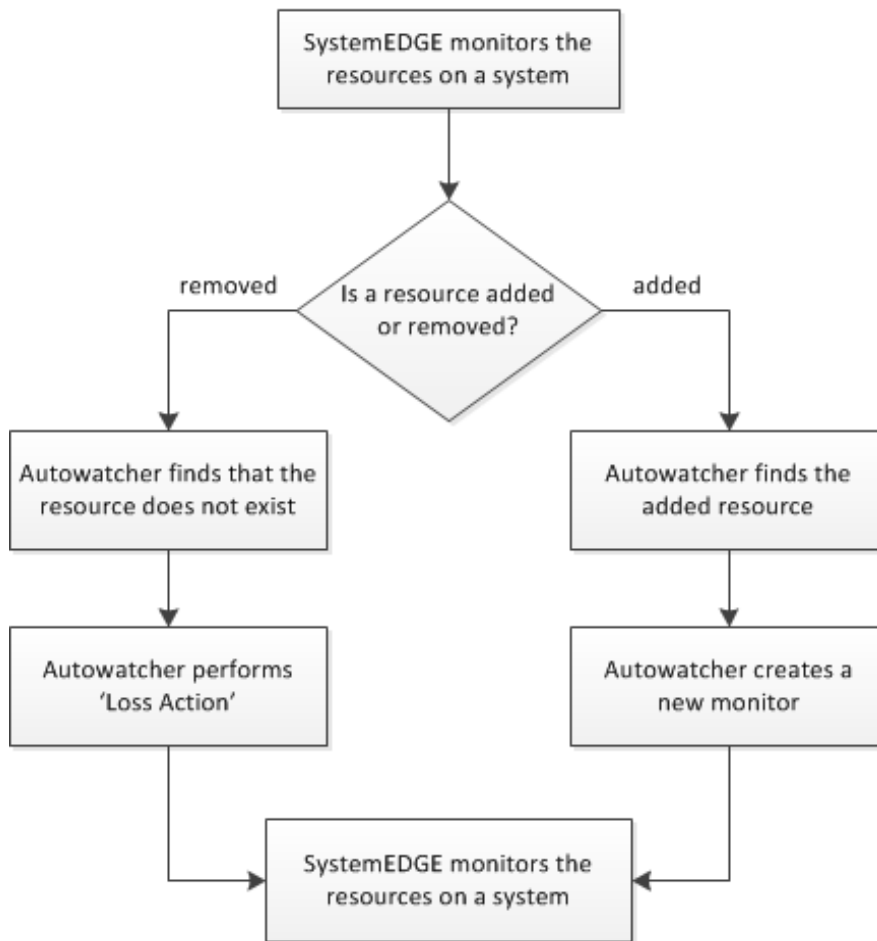 SystemEDGE monitors the
resources on a system
Is a resource added
or removed?
removed
added
Autowatcher finds that the
resource does not exist
Autowatcher finds the
added resource
Autowatcher performs
‘Loss Action’
Autowatcher creates a
new monitor
SystemEDGE monitors the
resources on a system